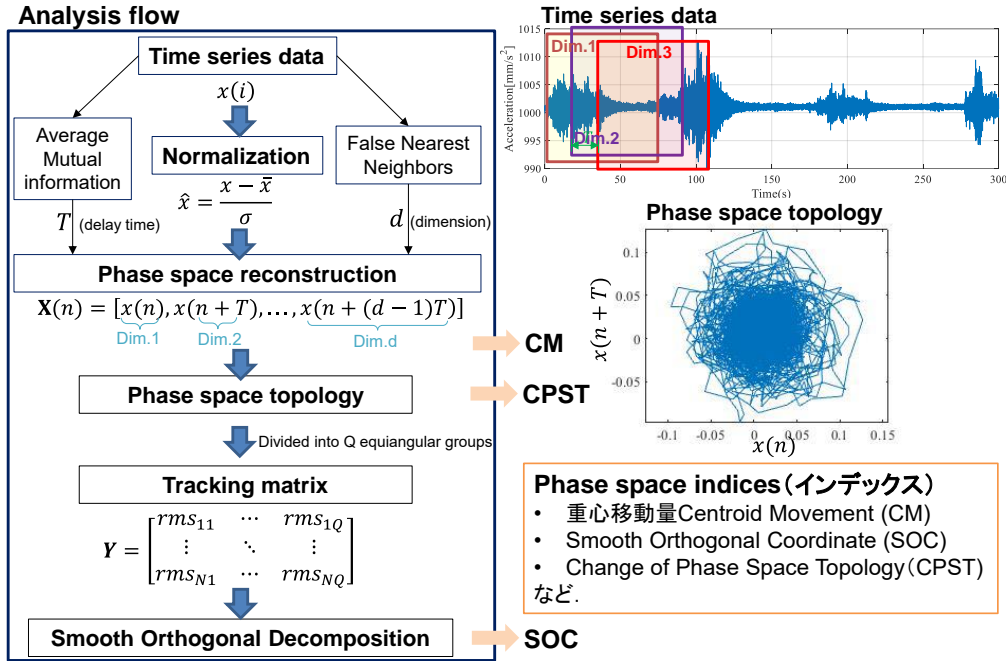 Analysis flow
Time series data
x(i)
Average
Mutual
information
Normalization
False Nearest
Neighbors
x̂ = (x − x̄) / σ
T (delay time)
d (dimension)
Phase space reconstruction
X(n) = [x(n), x(n + T), . . . , x(n + (d − 1)T)]
Dim.1
Dim.2
Dim.d
CM
Phase space topology
CPST
Divided into Q equiangular groups
Tracking matrix
rms₁₁ ⋯ rms₁Q
Y = ⋮ ⋱ ⋮
rms_N1 ⋯ rms_NQ
Smooth Orthogonal Decomposition
SOC
Time series data
Acceleration[mm/s²]
1015
1010
1005
1000
995
990
Dim.1
Dim.3
Dim.2
0 50 100 150 200 250 300
Time(s)
Phase space topology
x(n + T)
0.1
0.05
0
-0.05
-0.1 -0.05 0 0.05 0.1 0.15
x(n)
Phase space indices（インデックス）
• 重心移動量Centroid Movement (CM)
• Smooth Orthogonal Coordinate (SOC)
• Change of Phase Space Topology（CPST)
など.